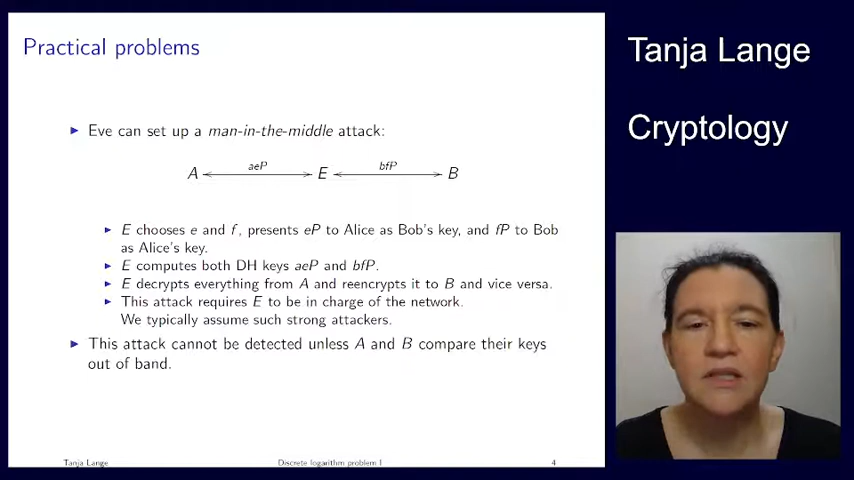 Practical problems
Tanja Lange
Cryptology
▶ Eve can set up a man-in-the-middle attack:
A aeP E bfP B
▶ E chooses e and f, presents eP to Alice as Bob's key, and fP to Bob
as Alice's key.
▶ E computes both DH keys aeP and bfP.
▶ E decrypts everything from A and reencrypts it to B and vice versa.
▶ This attack requires E to be in charge of the network.
We typically assume such strong attackers.
▶ This attack cannot be detected unless A and B compare their keys
out of band.
Tanja Lange Discrete logarithm problem I 4